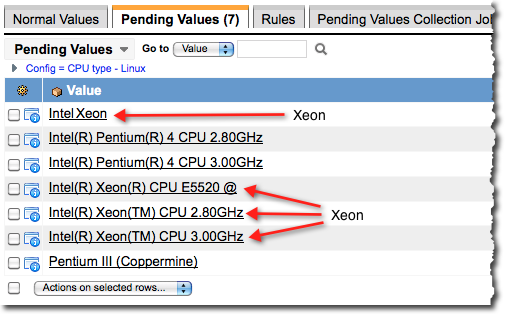 Normal Values Pending Values (7) Rules Pending Values Collection Jo
Pending Values Go to Value
Config = CPU type - Linux
Value
Intel Xeon Xeon
Intel(R) Pentium(R) 4 CPU 2.80GHz
Intel(R) Pentium(R) 4 CPU 3.00GHz
Intel(R) Xeon(R) CPU E5520 @
Intel(R) Xeon(TM) CPU 2.80GHz Xeon
Intel(R) Xeon(TM) CPU 3.00GHz
Pentium III (Coppermine)
Actions on selected rows...